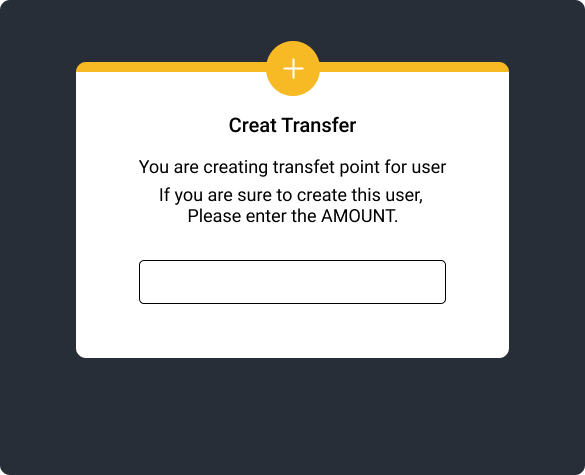 Creat Transfer
You are creating transfet point for user
If you are sure to create this user,
Please enter the AMOUNT.